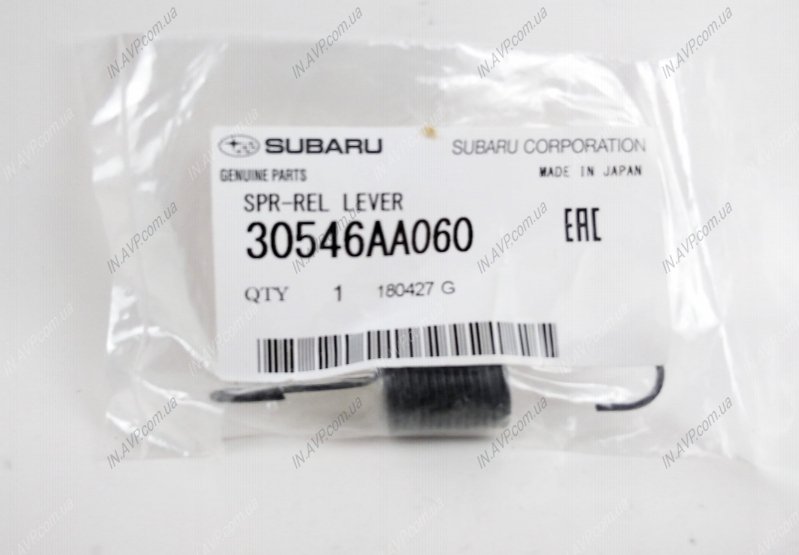 SUBARU SUBARU CORPORATION
GENUINE PARTS MADE IN JAPAN
SPR-REL LEVER
30546AA060 EAC
QTY 1 180427 G
IN.AVP.com.ua